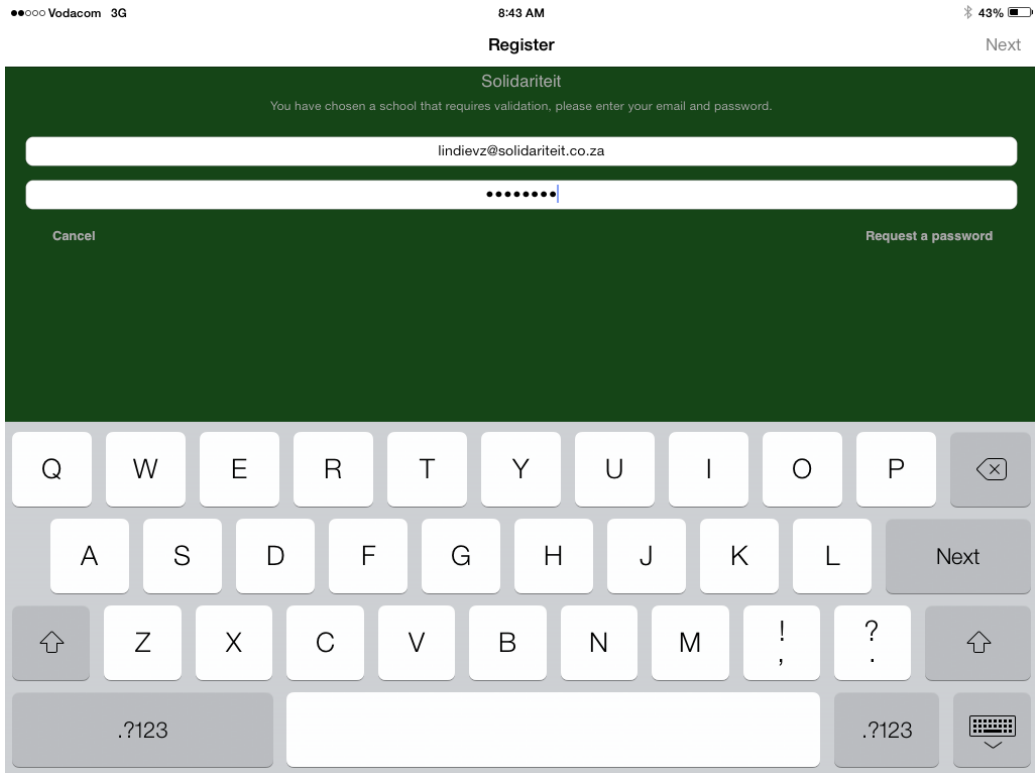 Vodacom 3G 8:43 AM 43%
Register Next
Solidariteit
You have chosen a school that requires validation, please enter your email and password.
lindievz@solidariteit.co.za
••••••••
Cancel Request a password
Q W E R T Y U I O P
A S D F G H J K L Next
Z X C V B N M ! , ? .
.?123 .?123